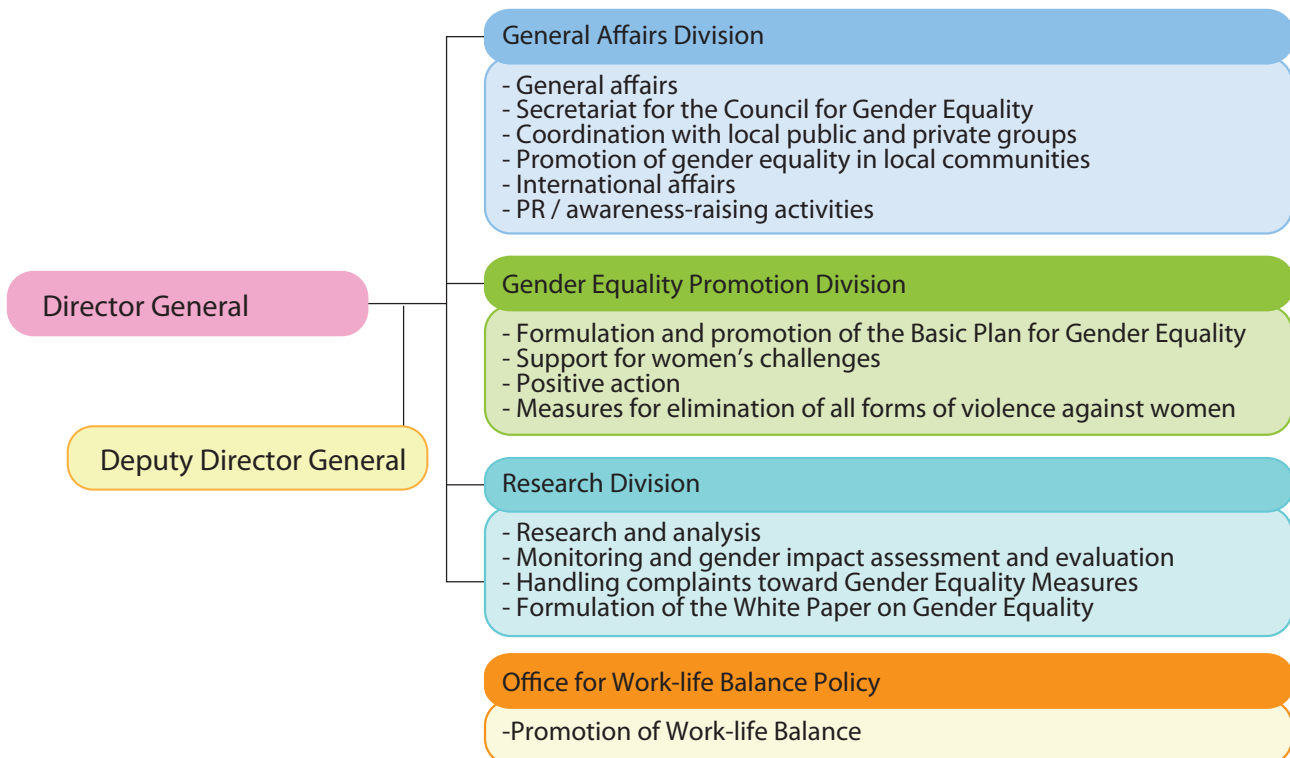 General Affairs Division
- General affairs
- Secretariat for the Council for Gender Equality
- Coordination with local public and private groups
- Promotion of gender equality in local communities
- International affairs
- PR / awareness-raising activities
Director General
Deputy Director General
Gender Equality Promotion Division
- Formulation and promotion of the Basic Plan for Gender Equality
- Support for women’s challenges
- Positive action
- Measures for elimination of all forms of violence against women
Research Division
- Research and analysis
- Monitoring and gender impact assessment and evaluation
- Handling complaints toward Gender Equality Measures
- Formulation of the White Paper on Gender Equality
Office for Work-life Balance Policy
-Promotion of Work-life Balance